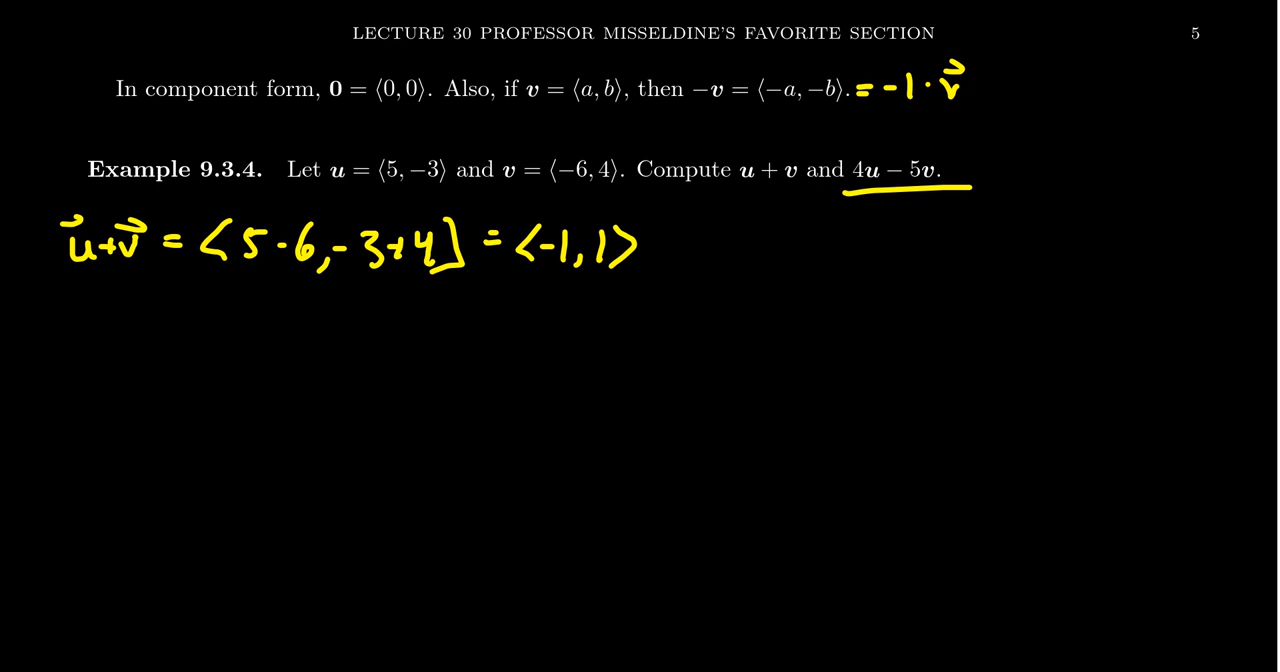 LECTURE 30 PROFESSOR MISSELDINE'S FAVORITE SECTION 5
In component form, 0 = ⟨0, 0⟩. Also, if v = ⟨a, b⟩, then −v = ⟨−a, −b⟩. = -1 · v⃗
Example 9.3.4. Let u = ⟨5, −3⟩ and v = ⟨−6, 4⟩. Compute u + v and 4u − 5v.
u⃗+v⃗ = ⟨5-6, -3+4] = ⟨-1, 1⟩